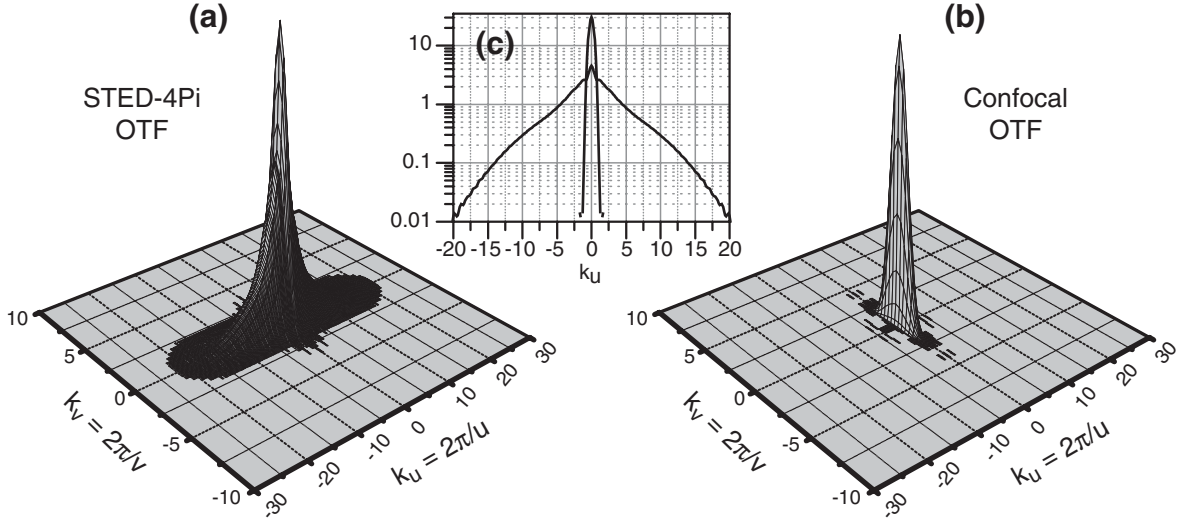 (a)
STED-4Pi
OTF
10
5
0
-5
-10
k_v = 2π/v
-30
-20
-10
0
10
20
30
k_u = 2π/u
(c)
10
1
0.1
0.01
-20 -15 -10 -5 0 5 10 15 20
k_u
(b)
Confocal
OTF
10
5
0
-5
-10
k_v = 2π/v
-30
-20
-10
0
10
20
30
k_u = 2π/u